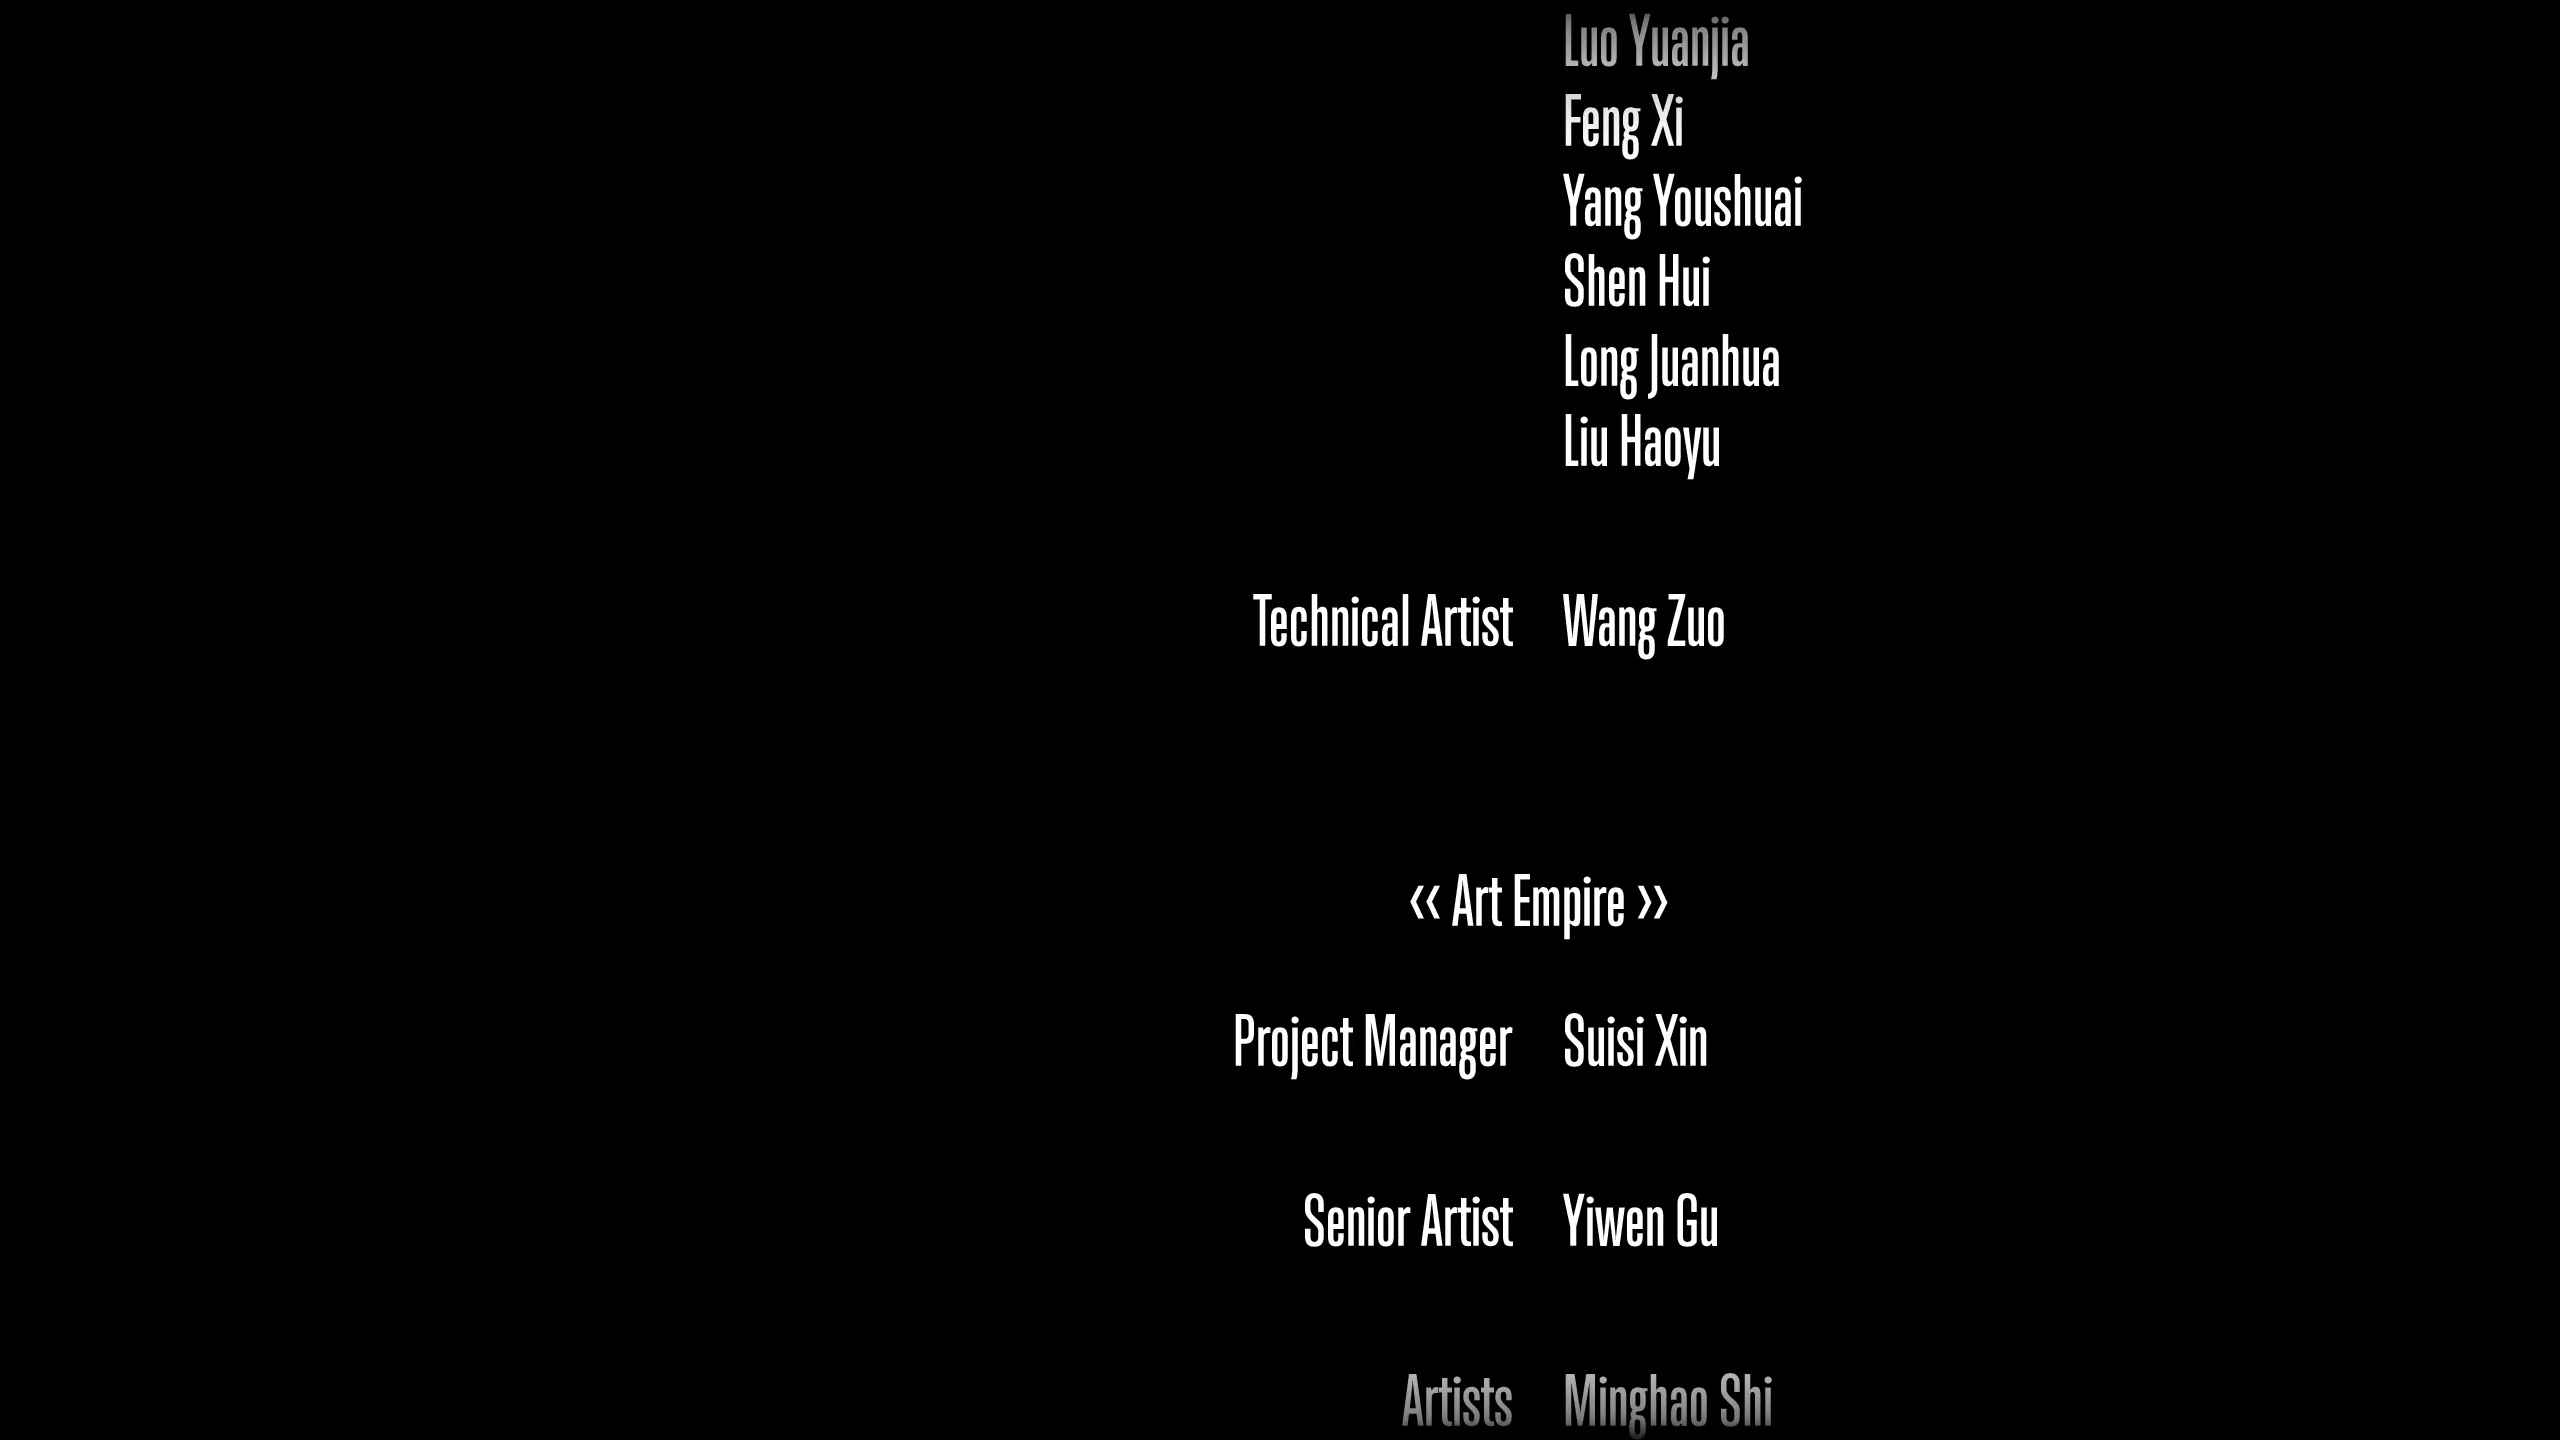 Luo Yuanjia
Feng Xi
Yang Youshuai
Shen Hui
Long Juanhua
Liu Haoyu
Technical Artist Wang Zuo
‹‹ Art Empire ››
Project Manager Suisi Xin
Senior Artist Yiwen Gu
Artists Minghao Shi